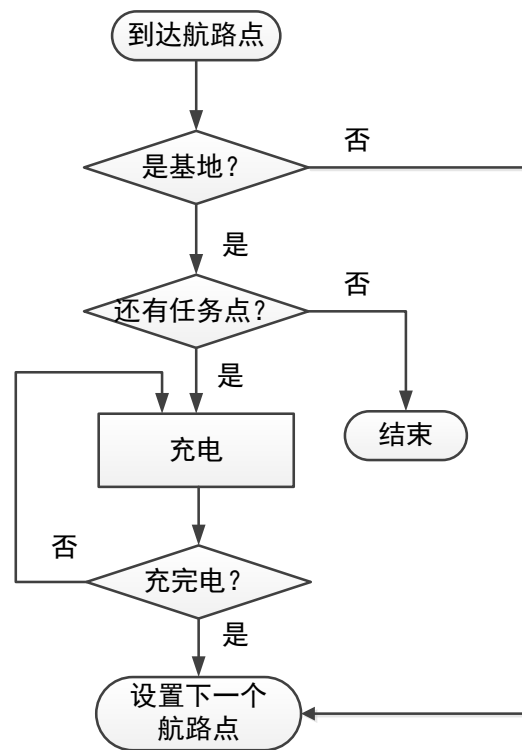 到达航路点
否
是基地？
是
否
还有任务点？
是
充电
结束
否
充完电？
是
设置下一个
航路点